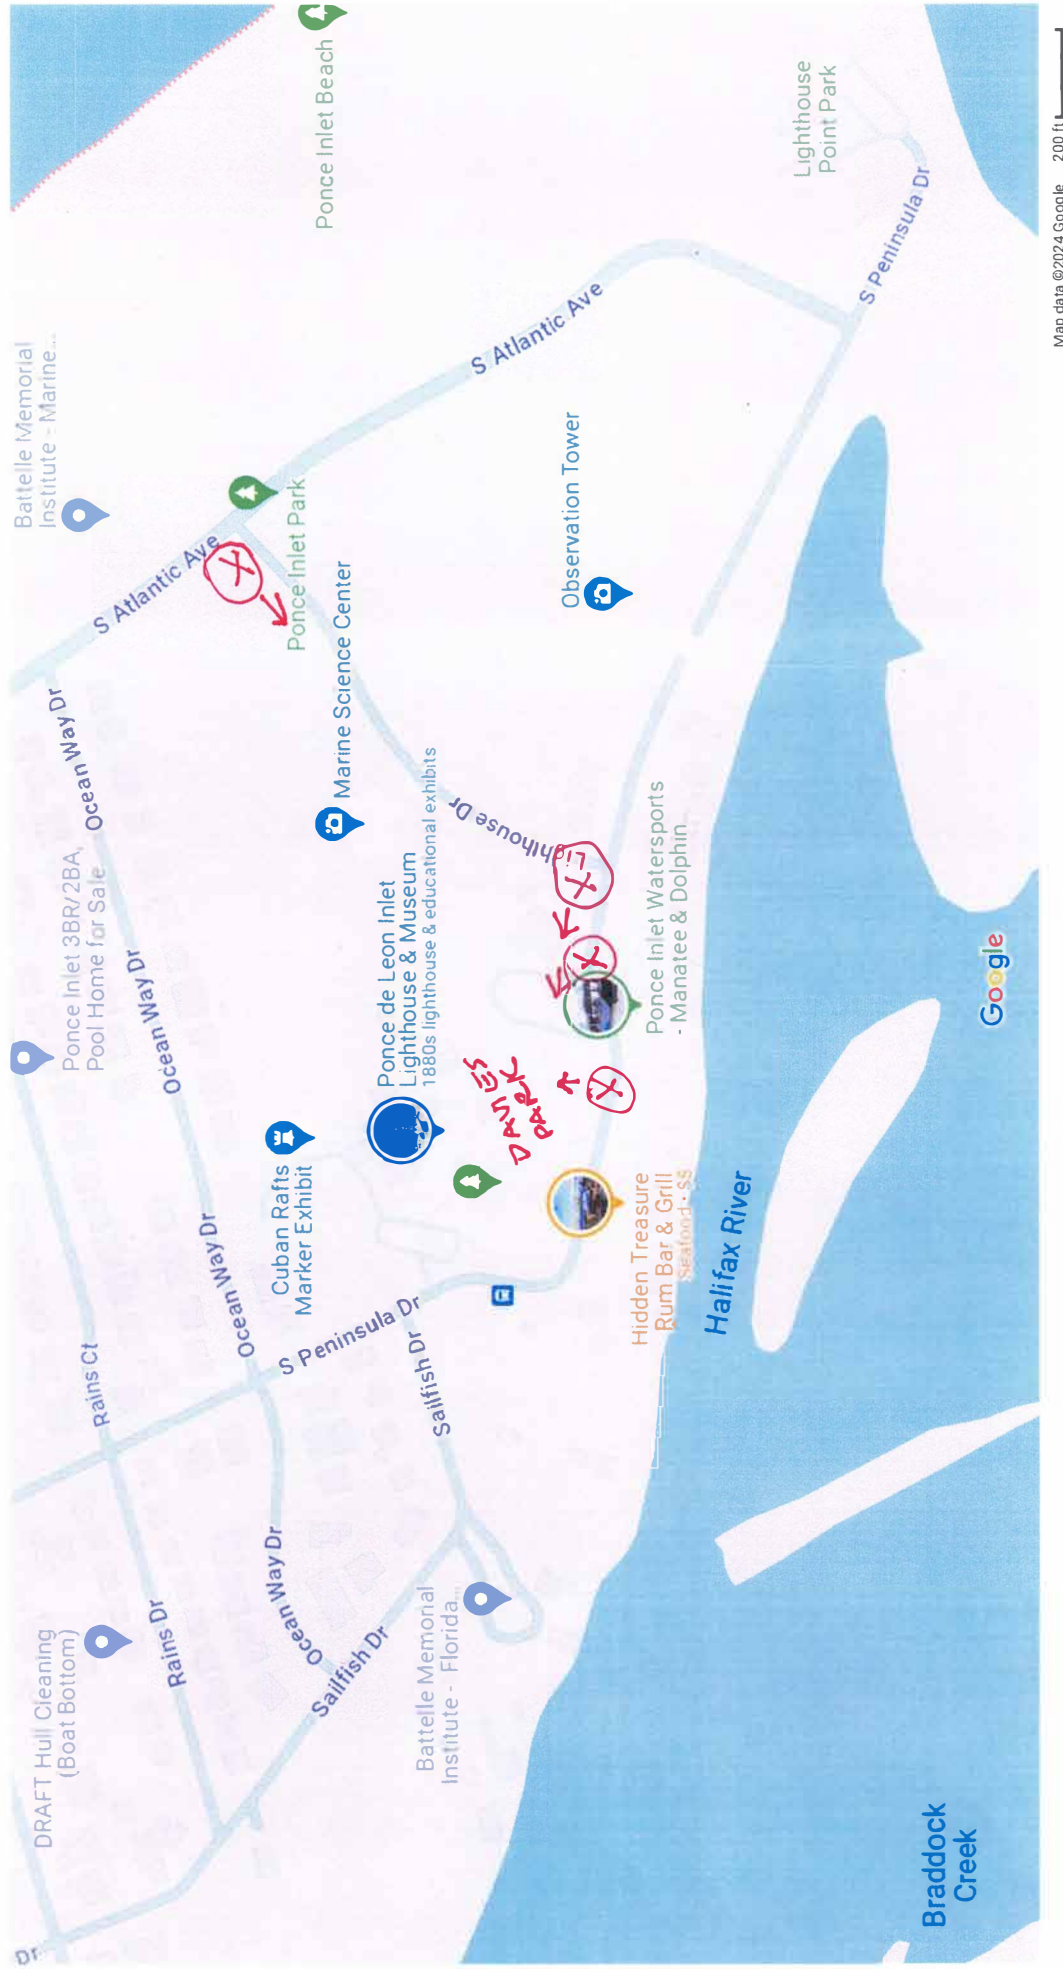 Dr
DRAFT Hull Cleaning
(Boat Bottom)
Rains Dr
Rains Ct
Ponce Inlet 3BR/2BA,
Pool Home for Sale
Battelle Memorial
Institute - Marine...
S Atlantic Ave
Ocean Way Dr
Ocean Way Dr
Ocean Way Dr
Ocean Way Dr
Ocean Way Dr
Ponce Inlet Beach
X
Ponce Inlet Park
Cuban Rafts
Marker Exhibit
Marine Science Center
Sailfish Dr
S Peninsula Dr
Sailfish Dr
Ponce de Leon Inlet
Lighthouse & Museum
1880s lighthouse & educational exhibits
Lighthouse Dr
S Atlantic Ave
Battelle Memorial
Institute - Florida...
DAVIES
PARK
X
X
X
Observation Tower
Lighthouse
Point Park
S Peninsula Dr
Hidden Treasure
Rum Bar & Grill
Seafood · $$
Ponce Inlet Watersports
- Manatee & Dolphin
Halifax River
Braddock
Creek
Google
Map data ©2024 Google 200 ft